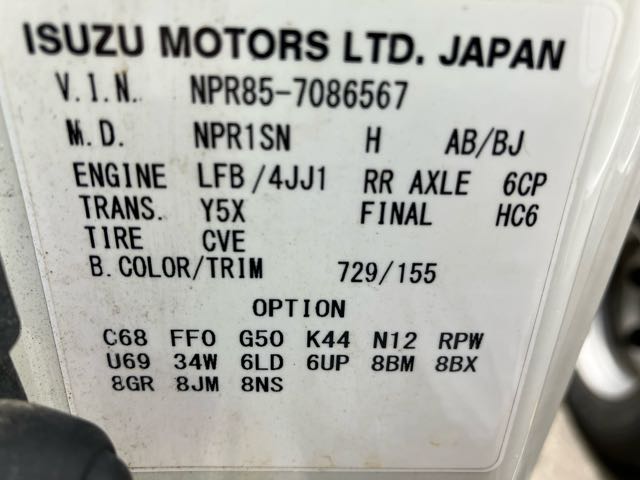 ISUZU MOTORS LTD. JAPAN
V.I.N. NPR85-7086567
M.D. NPR1SN H AB/BJ
ENGINE LFB/4JJ1 RR AXLE 6CP
TRANS. Y5X FINAL HC6
TIRE CVE
B.COLOR/TRIM 729/155
OPTION
C68 FF0 G50 K44 N12 RPW
U69 34W 6LD 6UP 8BM 8BX
8GR 8JM 8NS